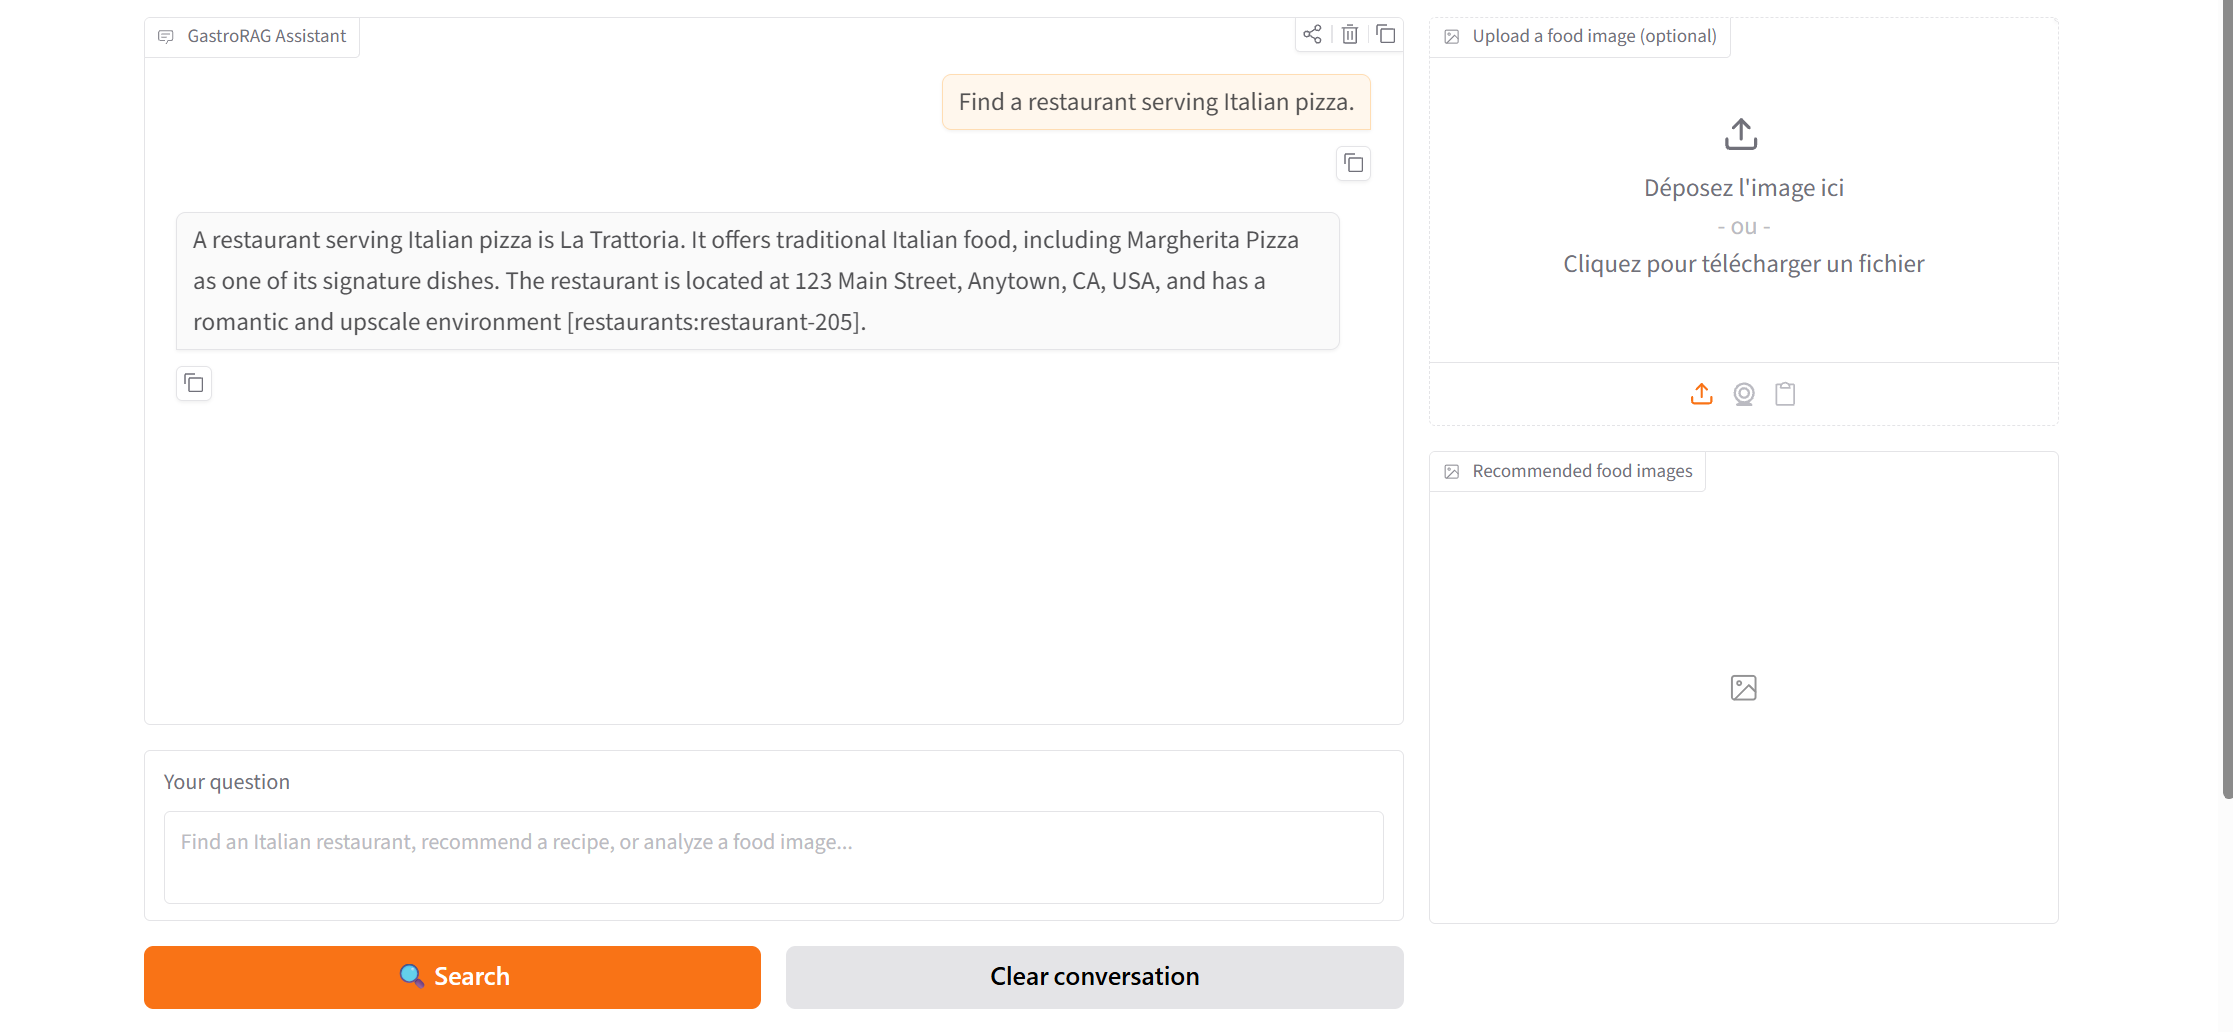 GastroRAG Assistant
Find a restaurant serving Italian pizza.
A restaurant serving Italian pizza is La Trattoria. It offers traditional Italian food, including Margherita Pizza
as one of its signature dishes. The restaurant is located at 123 Main Street, Anytown, CA, USA, and has a
romantic and upscale environment [restaurants:restaurant-205].
Your question
Find an Italian restaurant, recommend a recipe, or analyze a food image...
Search
Clear conversation
Upload a food image (optional)
Déposez l'image ici
- ou -
Cliquez pour télécharger un fichier
Recommended food images